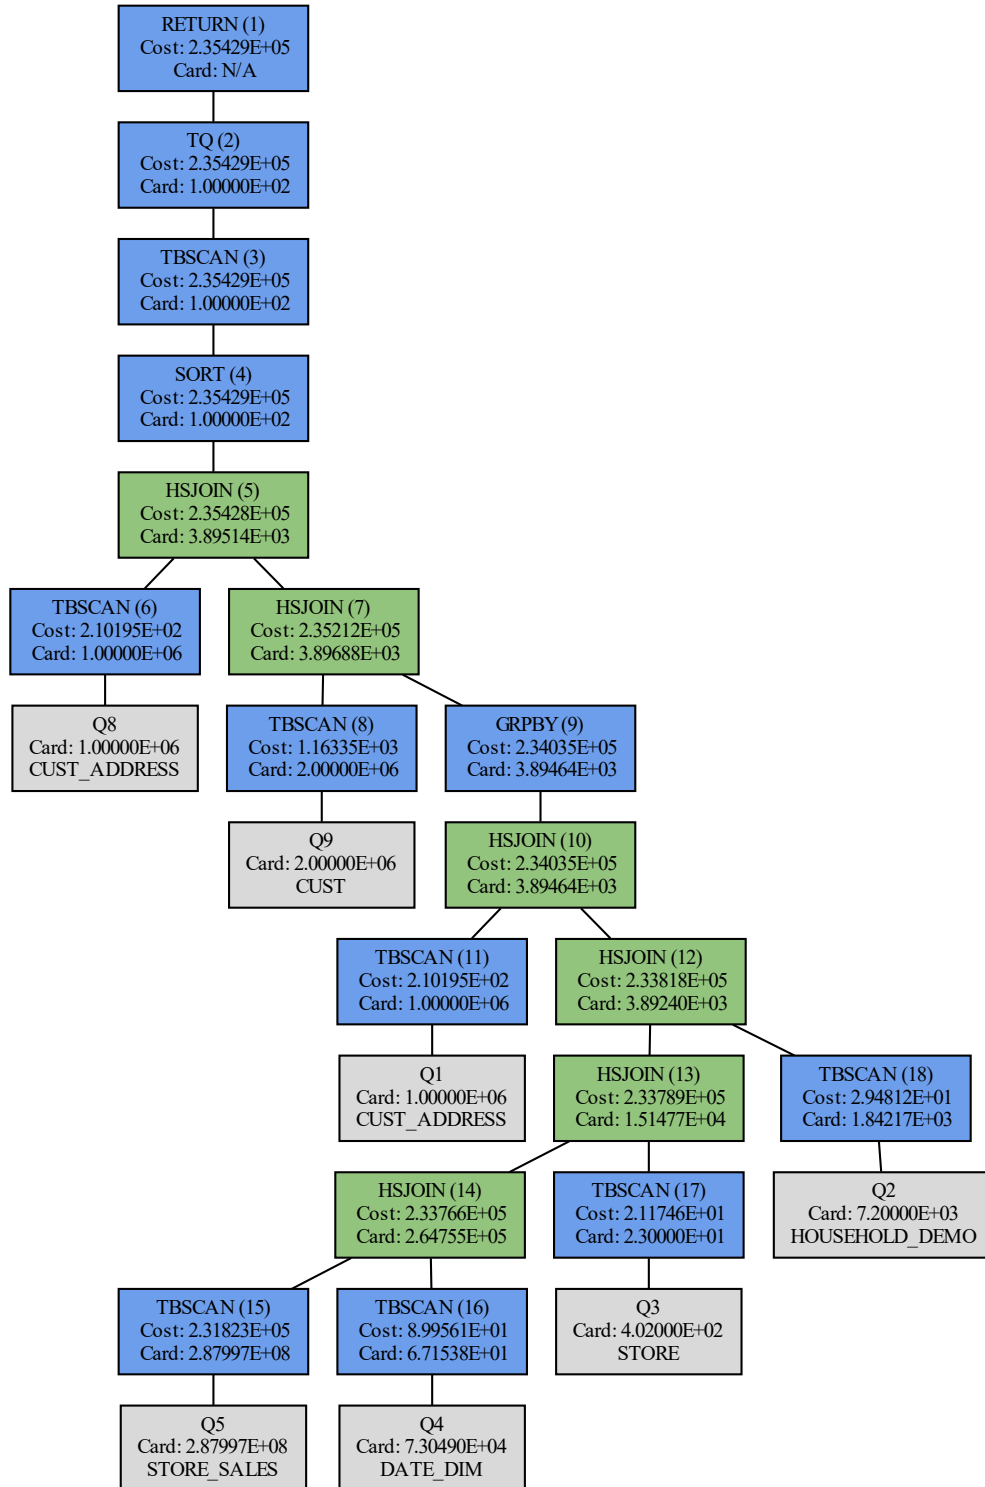 RETURN (1)
Cost: 2.35429E+05
Card: N/A
TQ (2)
Cost: 2.35429E+05
Card: 1.00000E+02
TBSCAN (3)
Cost: 2.35429E+05
Card: 1.00000E+02
SORT (4)
Cost: 2.35429E+05
Card: 1.00000E+02
HSJOIN (5)
Cost: 2.35428E+05
Card: 3.89514E+03
TBSCAN (6)
Cost: 2.10195E+02
Card: 1.00000E+06
HSJOIN (7)
Cost: 2.35212E+05
Card: 3.89688E+03
Q8
Card: 1.00000E+06
CUST_ADDRESS
TBSCAN (8)
Cost: 1.16335E+03
Card: 2.00000E+06
GRPBY (9)
Cost: 2.34035E+05
Card: 3.89464E+03
Q9
Card: 2.00000E+06
CUST
HSJOIN (10)
Cost: 2.34035E+05
Card: 3.89464E+03
TBSCAN (11)
Cost: 2.10195E+02
Card: 1.00000E+06
HSJOIN (12)
Cost: 2.33818E+05
Card: 3.89240E+03
Q1
Card: 1.00000E+06
CUST_ADDRESS
HSJOIN (13)
Cost: 2.33789E+05
Card: 1.51477E+04
TBSCAN (18)
Cost: 2.94812E+01
Card: 1.84217E+03
HSJOIN (14)
Cost: 2.33766E+05
Card: 2.64755E+05
TBSCAN (17)
Cost: 2.11746E+01
Card: 2.30000E+01
Q2
Card: 7.20000E+03
HOUSEHOLD_DEMO
TBSCAN (15)
Cost: 2.31823E+05
Card: 2.87997E+08
TBSCAN (16)
Cost: 8.99561E+01
Card: 6.71538E+01
Q3
Card: 4.02000E+02
STORE
Q5
Card: 2.87997E+08
STORE_SALES
Q4
Card: 7.30490E+04
DATE_DIM